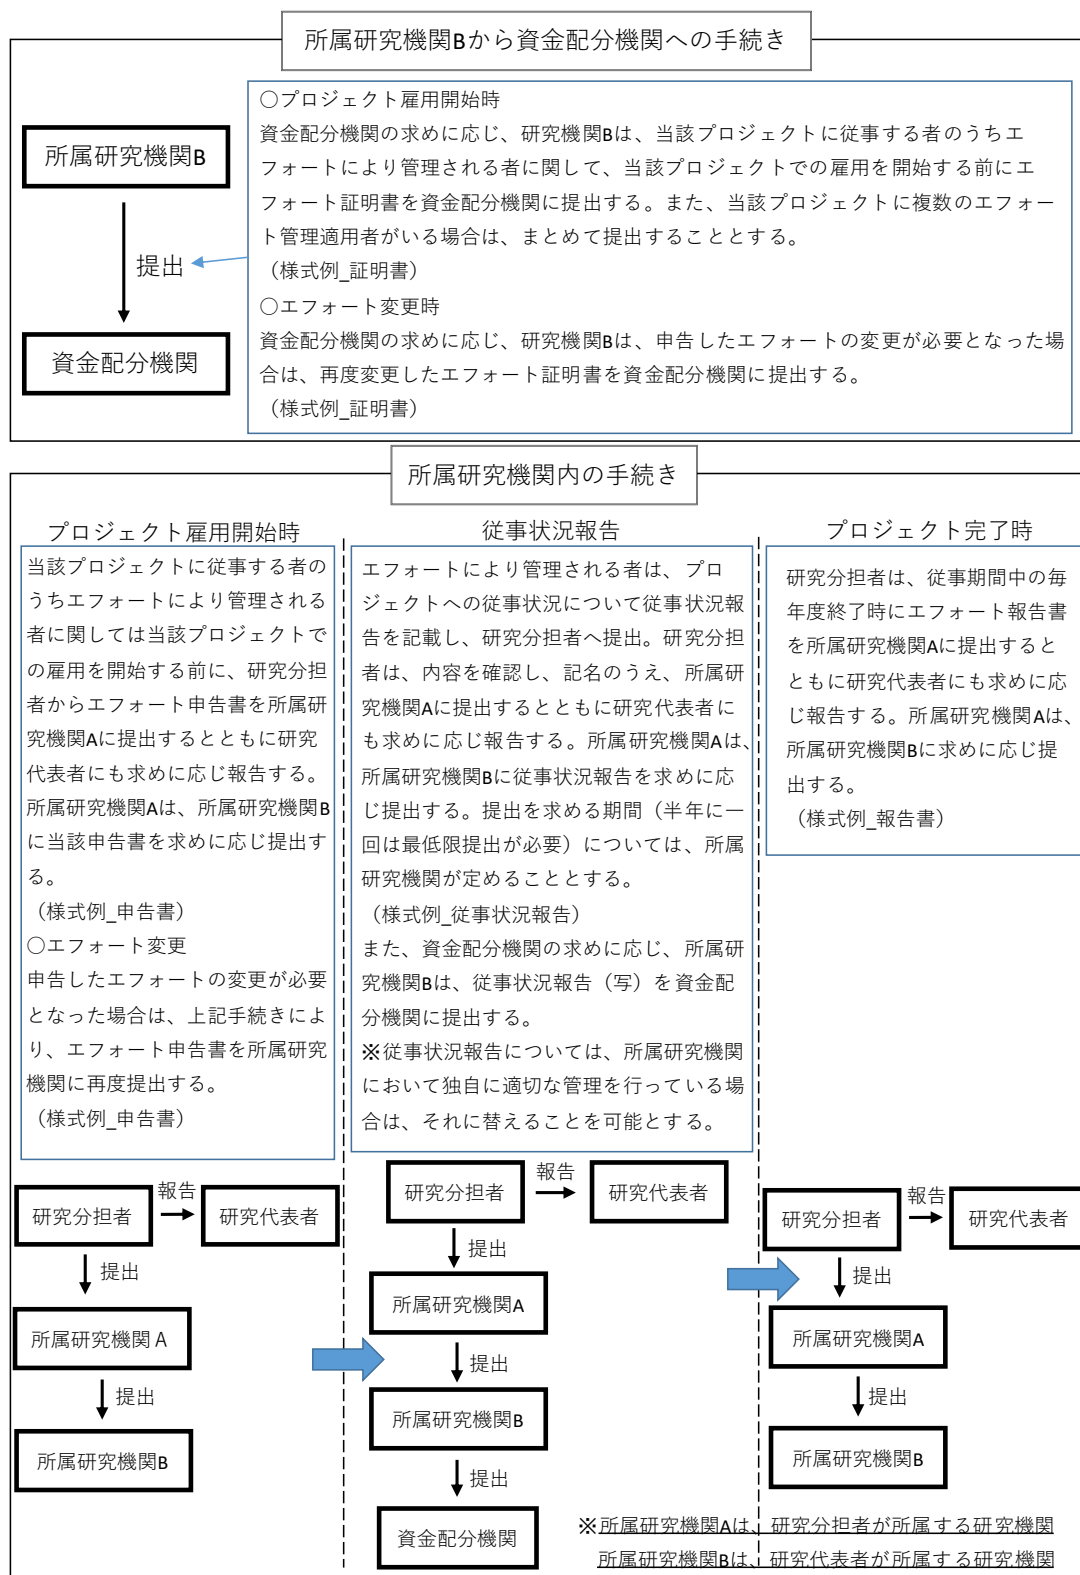 所属研究機関Bから資金配分機関への手続き
所属研究機関B
提出
資金配分機関
○プロジェクト雇用開始時
資金配分機関の求めに応じ、研究機関Bは、当該プロジェクトに従事する者のうちエ
フォートにより管理される者に関して、当該プロジェクトでの雇用を開始する前にエ
フォート証明書を資金配分機関に提出する。また、当該プロジェクトに複数のエフォー
ト管理適用者がいる場合は、まとめて提出することとする。
（様式例_証明書）
○エフォート変更時
資金配分機関の求めに応じ、研究機関Bは、申告したエフォートの変更が必要となった場
合は、再度変更したエフォート証明書を資金配分機関に提出する。
（様式例_証明書）
所属研究機関内の手続き
プロジェクト雇用開始時
当該プロジェクトに従事する者の
うちエフォートにより管理される
者に関しては当該プロジェクトで
の雇用を開始する前に、研究分担
者からエフォート申告書を所属研
究機関Aに提出するとともに研究
代表者にも求めに応じ報告する。
所属研究機関Aは、所属研究機関B
に当該申告書を求めに応じ提出す
る。
（様式例_申告書）
○エフォート変更
申告したエフォートの変更が必要
となった場合は、上記手続きによ
り、エフォート申告書を所属研究
機関に再度提出する。
（様式例_申告書）
研究分担者
報告
研究代表者
提出
所属研究機関Ａ
提出
所属研究機関B
従事状況報告
エフォートにより管理される者は、プロ
ジェクトへの従事状況について従事状況報
告を記載し、研究分担者へ提出。研究分担
者は、内容を確認し、記名のうえ、所属研
究機関Aに提出するとともに研究代表者に
も求めに応じ報告する。所属研究機関Aは、
所属研究機関Bに従事状況報告を求めに応
じ提出する。提出を求める期間（半年に一
回は最低限提出が必要）については、所属
研究機関が定めることとする。
（様式例_従事状況報告）
また、資金配分機関の求めに応じ、所属研
究機関Bは、従事状況報告（写）を資金配
分機関に提出する。
※従事状況報告については、所属研究機関
において独自に適切な管理を行っている場
合は、それに替えることを可能とする。
研究分担者
報告
研究代表者
提出
所属研究機関A
提出
所属研究機関B
提出
資金配分機関
プロジェクト完了時
研究分担者は、従事期間中の毎
年度終了時にエフォート報告書
を所属研究機関Aに提出すると
ともに研究代表者にも求めに応
じ報告する。所属研究機関Aは、
所属研究機関Bに求めに応じ提
出する。
（様式例_報告書）
研究分担者
報告
研究代表者
提出
所属研究機関A
提出
所属研究機関B
※所属研究機関Aは、研究分担者が所属する研究機関
所属研究機関Bは、研究代表者が所属する研究機関